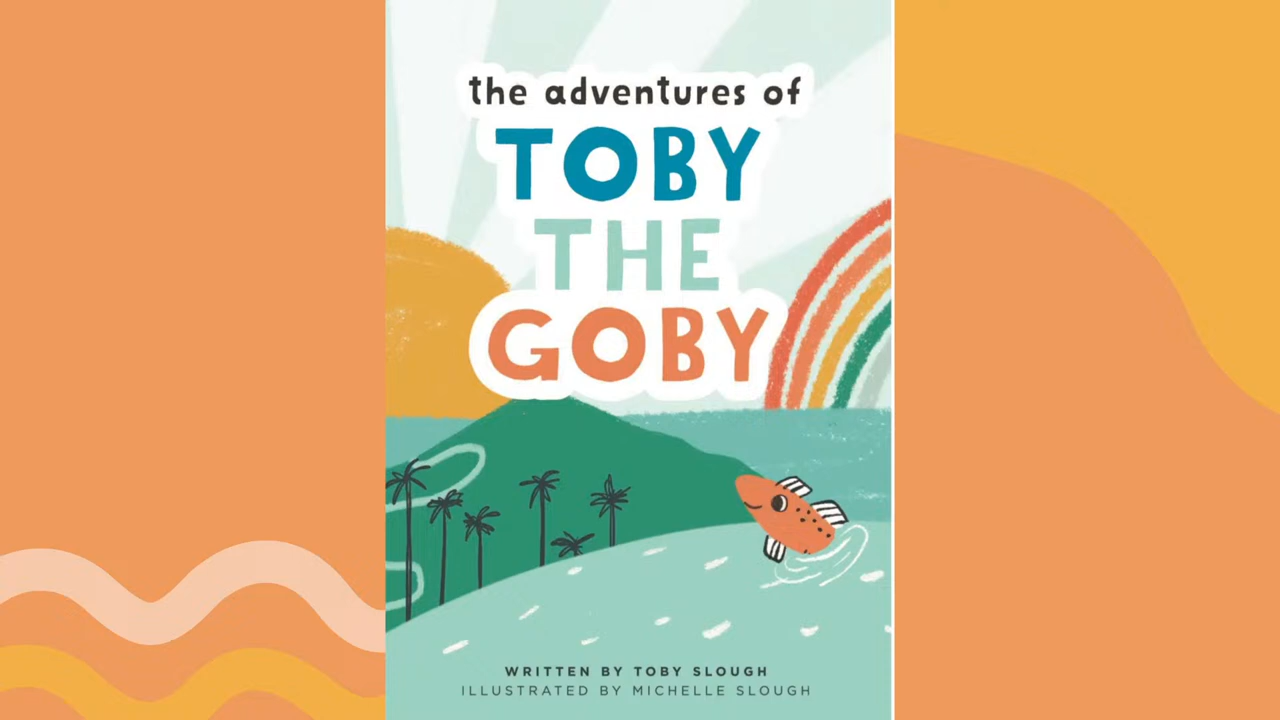 the adventures of
TOBY
THE
GOBY
WRITTEN BY TOBY SLOUGH
ILLUSTRATED BY MICHELLE SLOUGH